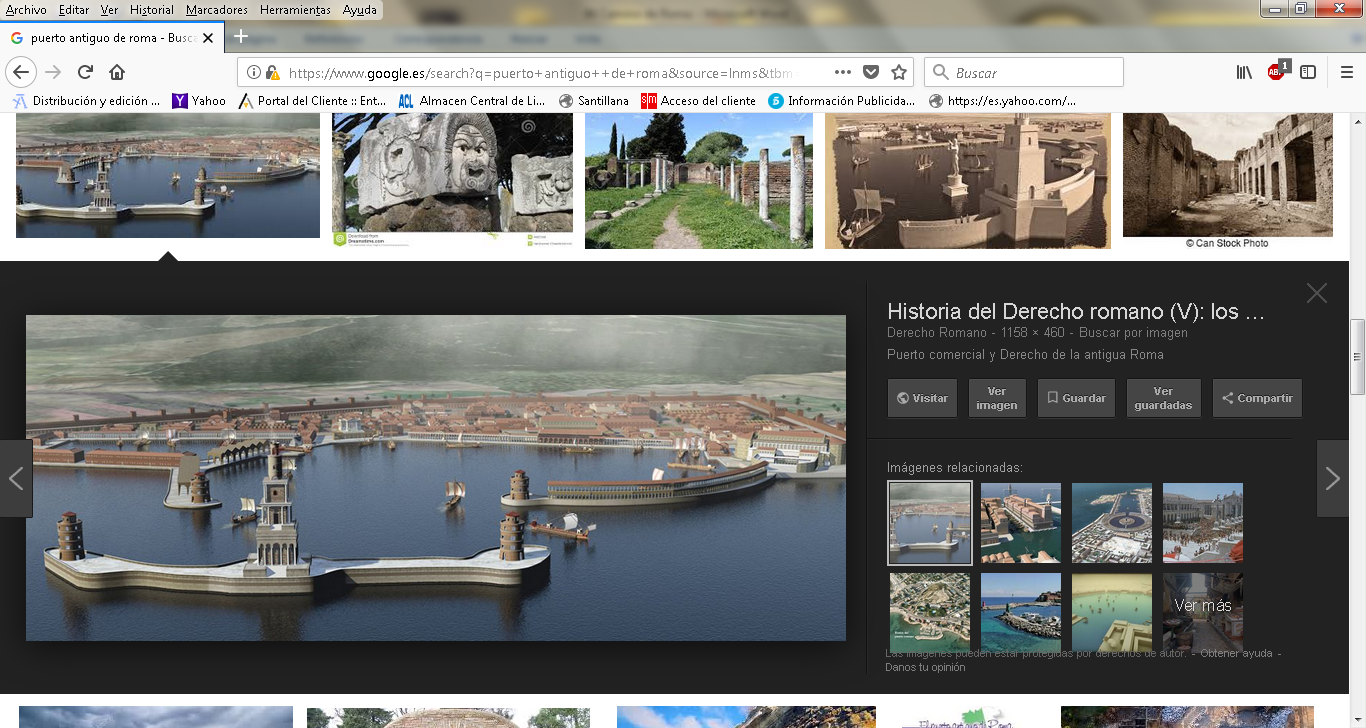 Archivo Editar Ver Historial Marcadores Herramientas Ayuda
puerto antiguo de roma - Busca
https://www.google.es/search?q=puerto+antiguo++de+roma&source=lnms&tbm=
Buscar
1
Distribución y edición ... Yahoo Portal del Cliente :: Ent... Almacen Central de Li... Santillana Acceso del cliente Información Publicida... https://es.yahoo.com/...
© Can Stock Photo
Historia del Derecho romano (V): los ...
Derecho Romano - 1158 × 460 - Buscar por imagen
Puerto comercial y Derecho de la antigua Roma
Visitar
Ver
imagen
Guardar
Ver
guardadas
Compartir
Imágenes relacionadas:
Ver más
Las imágenes pueden estar protegidas por derechos de autor. - Obtener ayuda -
Danos tu opinión